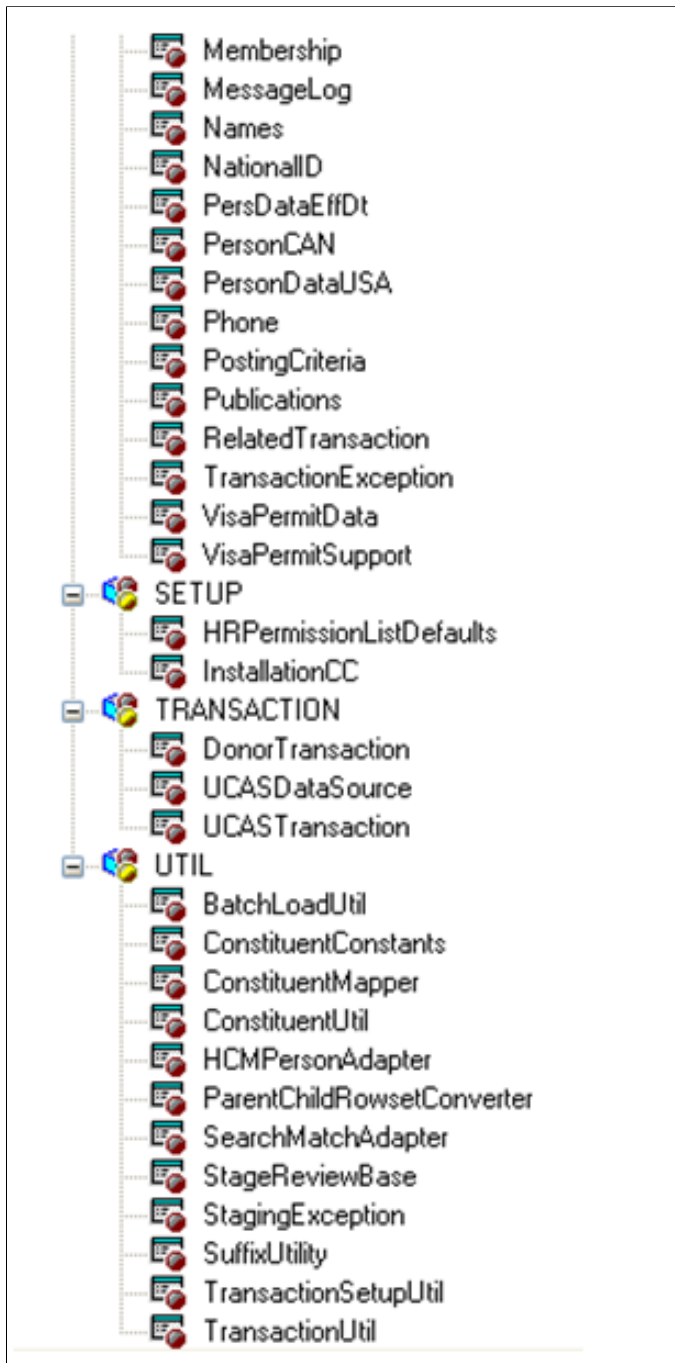 Membership
MessageLog
Names
NationalID
PersDataEffDt
PersonCAN
PersonDataUSA
Phone
PostingCriteria
Publications
RelatedTransaction
TransactionException
VisaPermitData
VisaPermitSupport
SETUP
HRPermissionListDefaults
InstallationCC
TRANSACTION
DonorTransaction
UCASDataSource
UCASTransaction
UTIL
BatchLoadUtil
ConstituentConstants
ConstituentMapper
ConstituentUtil
HCMPersonAdapter
ParentChildRowsetConverter
SearchMatchAdapter
StageReviewBase
StagingException
SuffixUtility
TransactionSetupUtil
TransactionUtil